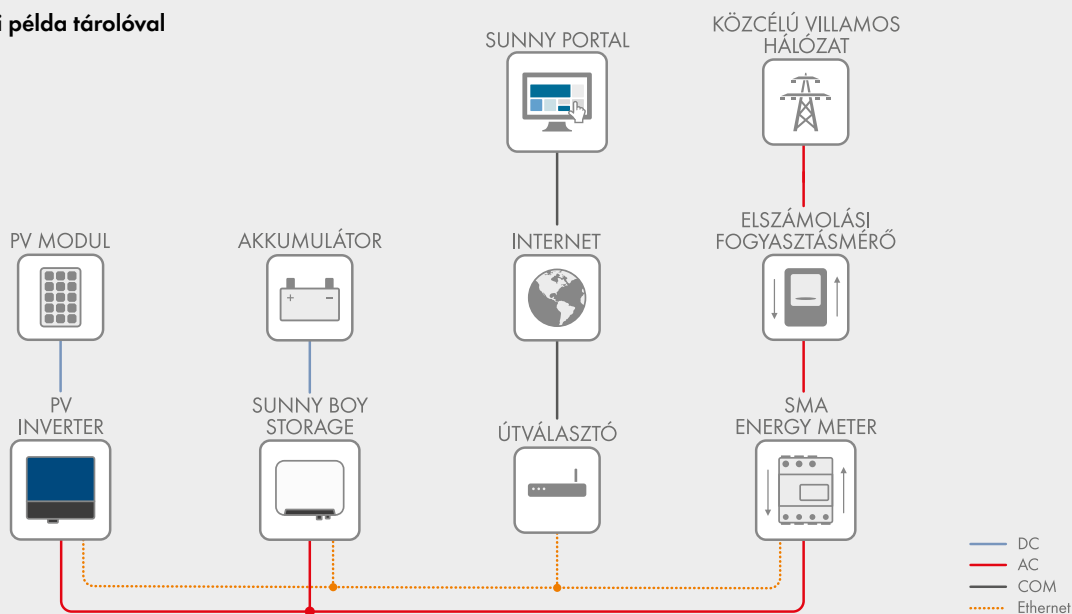 i példa tárolóval
SUNNY PORTAL
KÖZCÉLÚ VILLAMOS
HÁLÓZAT
PV MODUL
AKKUMULÁTOR
INTERNET
ELSZÁMOLÁSI
FOGYASZTÁSMÉRŐ
PV
INVERTER
SUNNY BOY
STORAGE
ÚTVÁLASZTÓ
SMA
ENERGY METER
DC
AC
COM
Ethernet